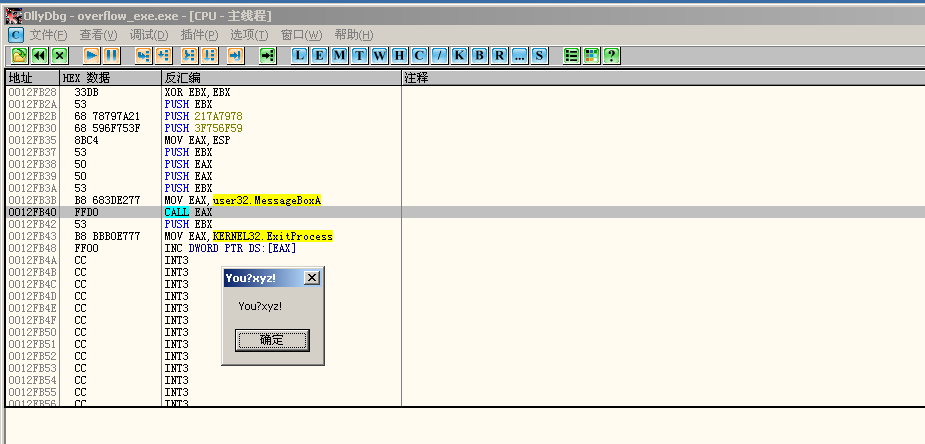 OllyDbg - overflow_exe.exe - [CPU - 主线程]
C 文件(F) 查看(V) 调试(D) 插件(P) 选项(T) 窗口(W) 帮助(H)
L E M T W H C / K B R ... S ?
地址 HEX 数据 反汇编 注释
0012FB28 33DB XOR EBX,EBX
0012FB2A 53 PUSH EBX
0012FB2B 68 78797A21 PUSH 217A7978
0012FB30 68 596F753F PUSH 3F756F59
0012FB35 8BC4 MOV EAX,ESP
0012FB37 53 PUSH EBX
0012FB38 50 PUSH EAX
0012FB39 50 PUSH EAX
0012FB3A 53 PUSH EBX
0012FB3B B8 683DE277 MOV EAX,user32.MessageBoxA
0012FB40 FFD0 CALL EAX
0012FB42 53 PUSH EBX
0012FB43 B8 BBB0E777 MOV EAX,KERNEL32.ExitProcess
0012FB48 FF00 INC DWORD PTR DS:[EAX]
0012FB4A CC INT3
0012FB4B CC INT3
0012FB4C CC INT3
0012FB4D CC INT3
0012FB4E CC INT3
0012FB4F CC INT3
0012FB50 CC INT3
0012FB51 CC INT3
0012FB52 CC INT3
0012FB53 CC INT3
0012FB54 CC INT3
0012FB55 CC INT3
0012FB56 CC INT3
You?xyz!
You?xyz!
确定